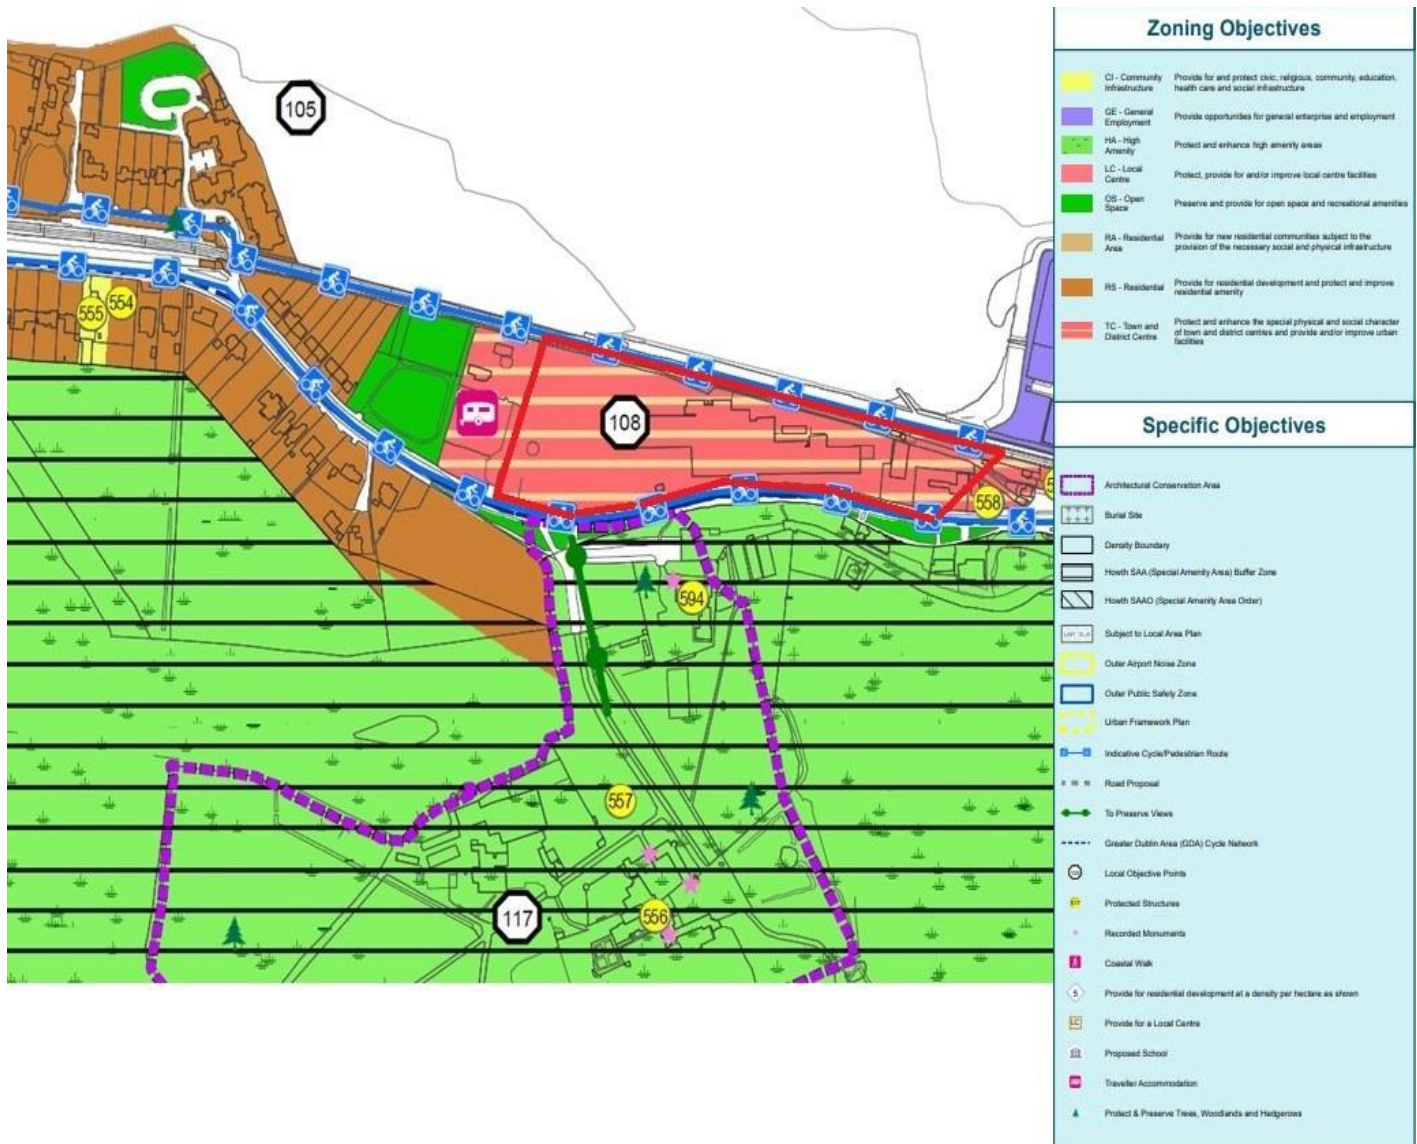 105
555
554
108
558
594
557
556
117
Zoning Objectives
CI - Community Infrastructure
Provide for and protect civic, religious, community, education, health care and social infrastructure
GE - General Employment
Provide opportunities for general enterprise and employment
HA - High Amenity
Protect and enhance high amenity areas
LC - Local Centre
Protect, provide for and/or improve local centre facilities
OS - Open Space
Preserve and provide for open space and recreational amenities
RA - Residential Area
Provide for new residential communities subject to the provision of the necessary social and physical infrastructure
RS - Residential
Provide for residential development and protect and improve residential amenity
TC - Town and District Centre
Protect and enhance the special physical and social character of town and district centres and provide and/or improve urban facilities
Specific Objectives
Architectural Conservation Area
Burial Site
Density Boundary
Howth SAA (Special Amenity Area) Buffer Zone
Howth SAAO (Special Amenity Area Order)
Subject to Local Area Plan
Outer Airport Noise Zone
Outer Public Safety Zone
Urban Framework Plan
Indicative Cycle/Pedestrian Route
Road Proposal
To Preserve Views
Greater Dublin Area (GDA) Cycle Network
Local Objective Points
Protected Structures
Recorded Monuments
Coastal Walk
5
Provide for residential development at a density per hectare as shown
LC
Provide for a Local Centre
Proposed School
Traveller Accommodation
Protect & Preserve Trees, Woodlands and Hedgerows